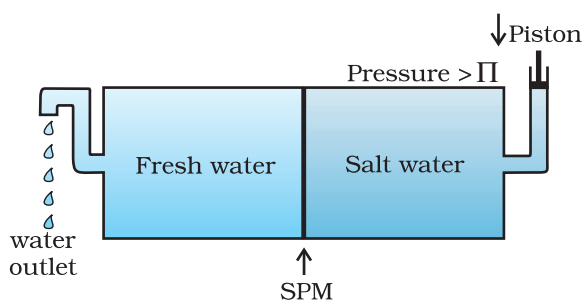 Piston
Pressure > Π
Fresh water
Salt water
water
outlet
SPM